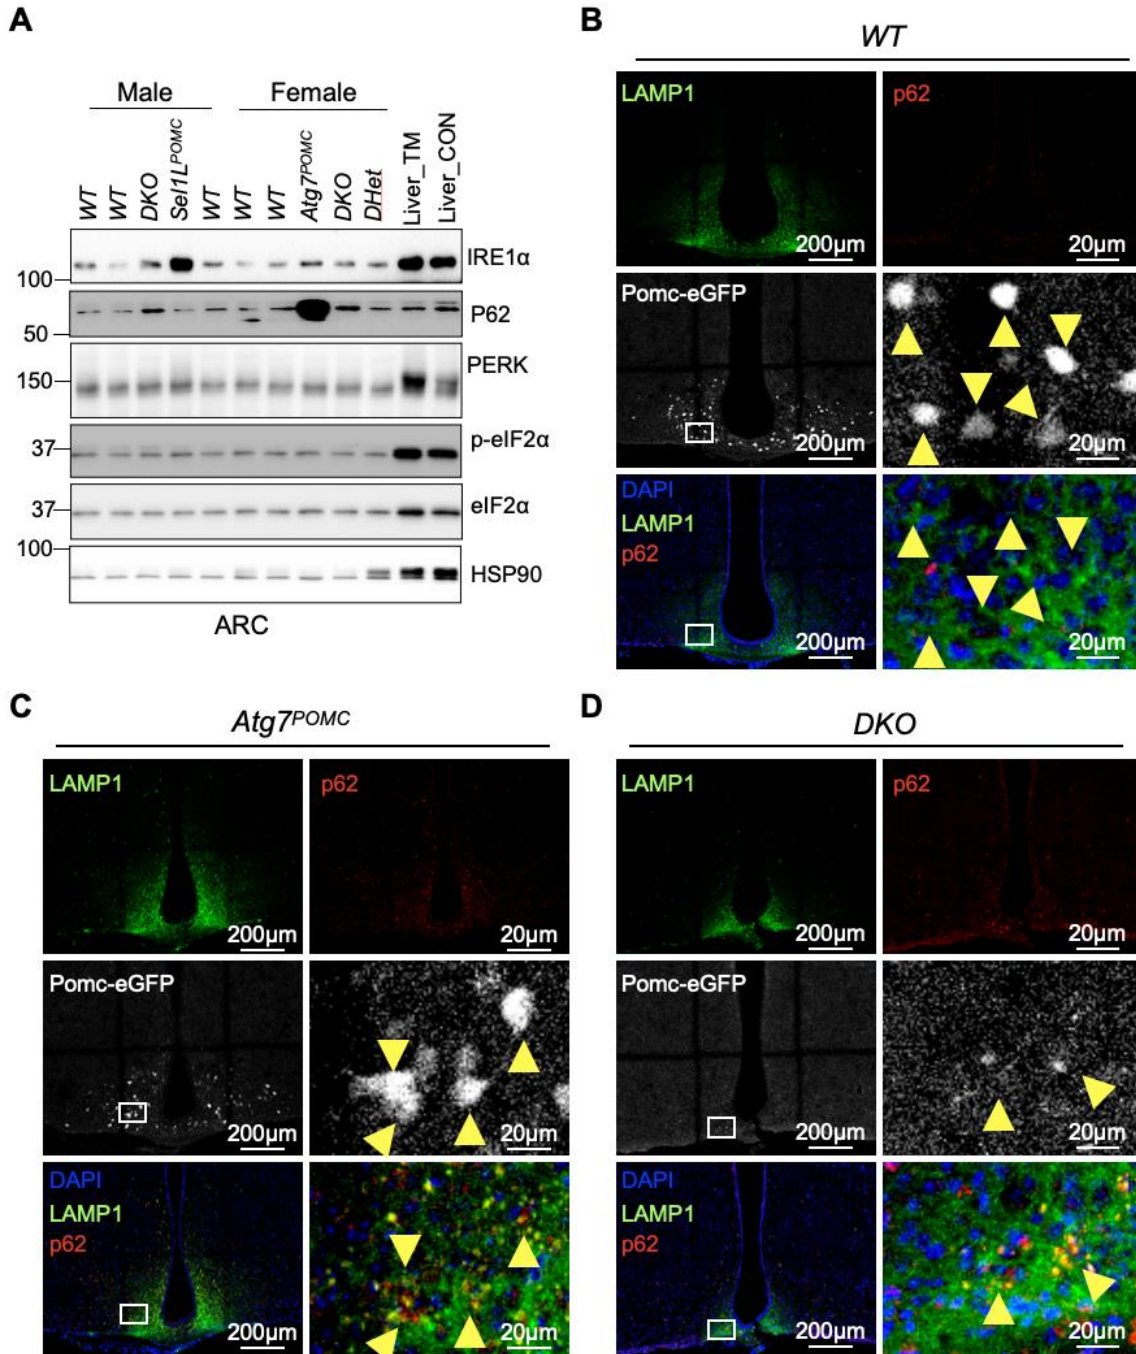 A
Male Female
WT WT DKO Sel1L^POMC WT WT WT Atg7^POMC DKO DHet Liver_TM Liver_CON
IRE1α
100
P62
50
PERK
150
p-eIF2α
37
eIF2α
37
100
HSP90
ARC
B
WT
LAMP1 p62
200µm 20µm
Pomc-eGFP
200µm 20µm
DAPI
LAMP1
p62
200µm 20µm
C
Atg7^POMC
LAMP1 p62
200µm 20µm
Pomc-eGFP
200µm 20µm
DAPI
LAMP1
p62
200µm 20µm
D
DKO
LAMP1 p62
200µm 20µm
Pomc-eGFP
200µm 20µm
DAPI
LAMP1
p62
200µm 20µm